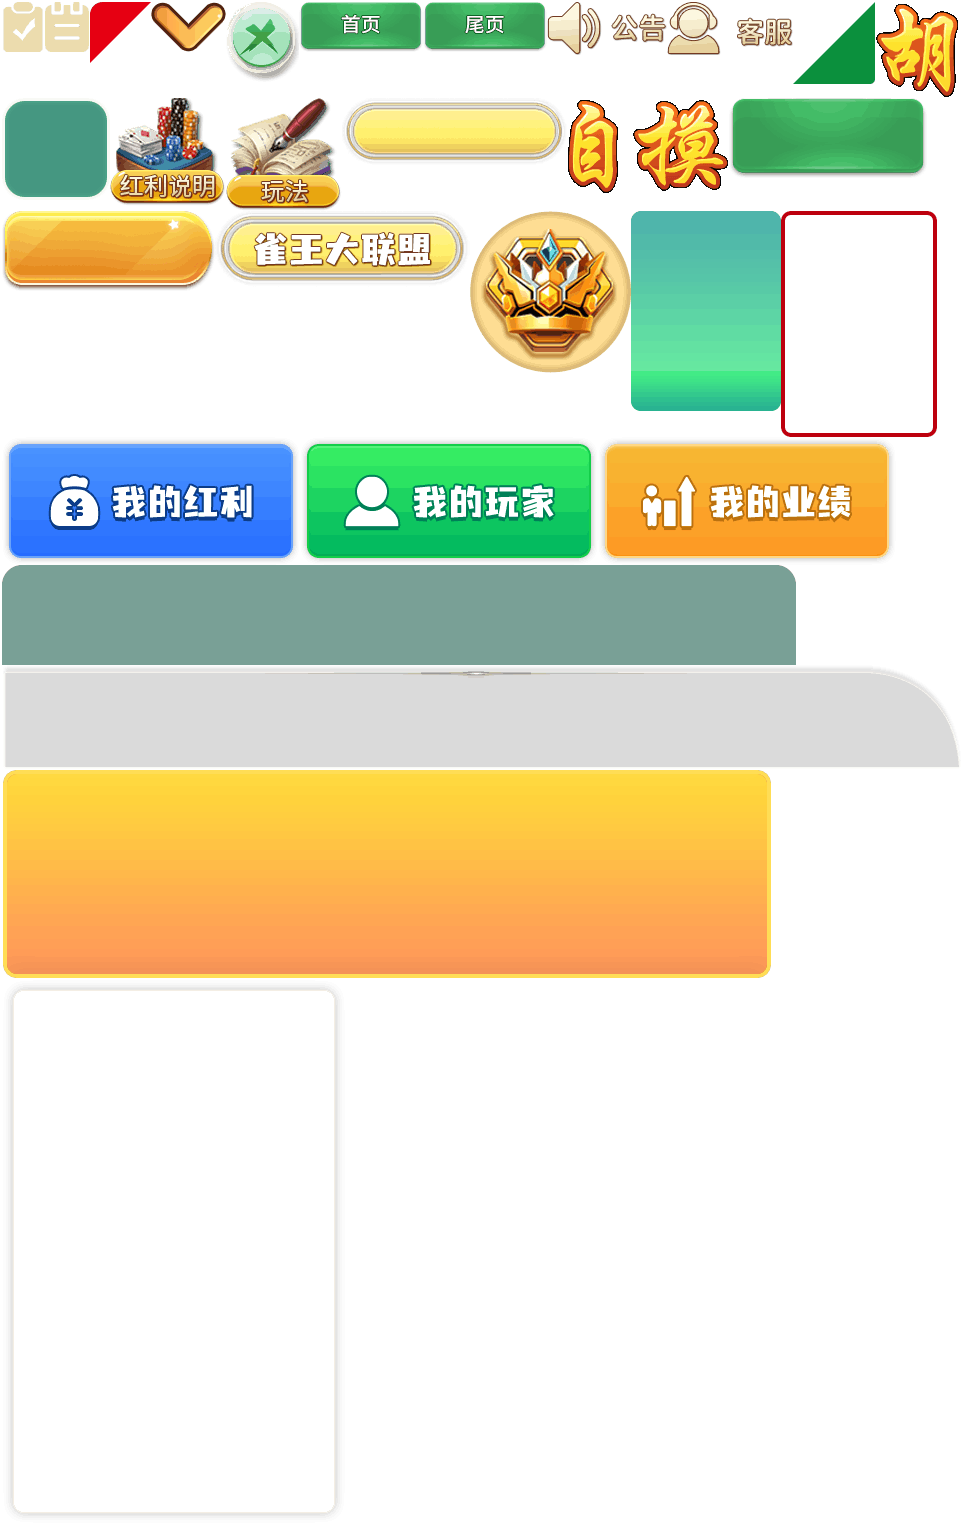 首页
尾页
公告
客服
胡
红利说明
玩法
自摸
雀王大联盟
我的红利
我的玩家
我的业绩